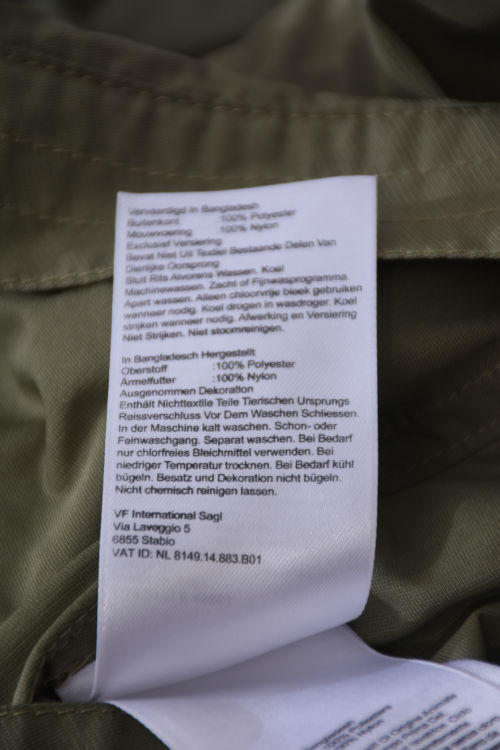 Vervaardigd In Bangladesh
Buitenkant :100% Polyester
Mouwvoering :100% Nylon
Exclusief Versiering
Bevat Niet Uit Textiel Bestaande Delen Van
Dierlijke Oorsprong
Sluit Rits Alvorens Wassen. Koel
Machinewassen. Zacht of Fijnwasprogramma.
Apart wassen. Alleen chloorvrije bleek gebruiken
wanneer nodig. Koel drogen in wasdroger. Koel
strijken wanneer nodig. Afwerking en Versiering
Niet Strijken. Niet stoomreinigen.
In Bangladesch Hergestellt
Oberstoff :100% Polyester
Ärmelfutter :100% Nylon
Ausgenommen Dekoration
Enthält Nichttextile Teile Tierischen Ursprungs
Reissverschluss Vor Dem Waschen Schliessen.
In der Maschine kalt waschen. Schon- oder
Feinwaschgang. Separat waschen. Bei Bedarf
nur chlorfreies Bleichmittel verwenden. Bei
niedriger Temperatur trocknen. Bei Bedarf kühl
bügeln. Besatz und Dekoration nicht bügeln.
Nicht chemisch reinigen lassen.
VF International Sagl
Via Laveggio 5
6855 Stabio
VAT ID: NL 8149.14.883.B01